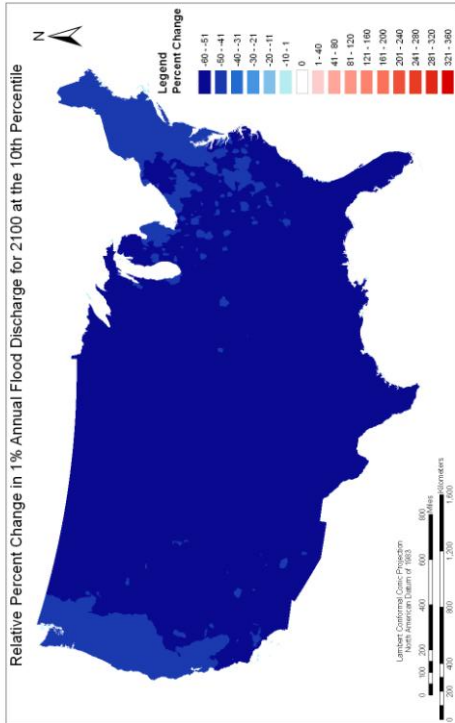 Relative Percent Change in 1% Annual Flood Discharge for 2100 at the 10th Percentile
N
Legend
Percent Change
-60 - -51
-50 - -41
-40 - -31
-30 - -21
-20 - -11
-10 - 1
0
1 - 40
41 - 80
81 - 120
121 - 160
161 - 200
201 - 240
241 - 280
281 - 320
321 - 360
Lambert Conformal Conic Projection
North American Datum of 1983
0 100 200 400 600 800
Miles
Kilometers
0 200 400 800 1,200 1,600